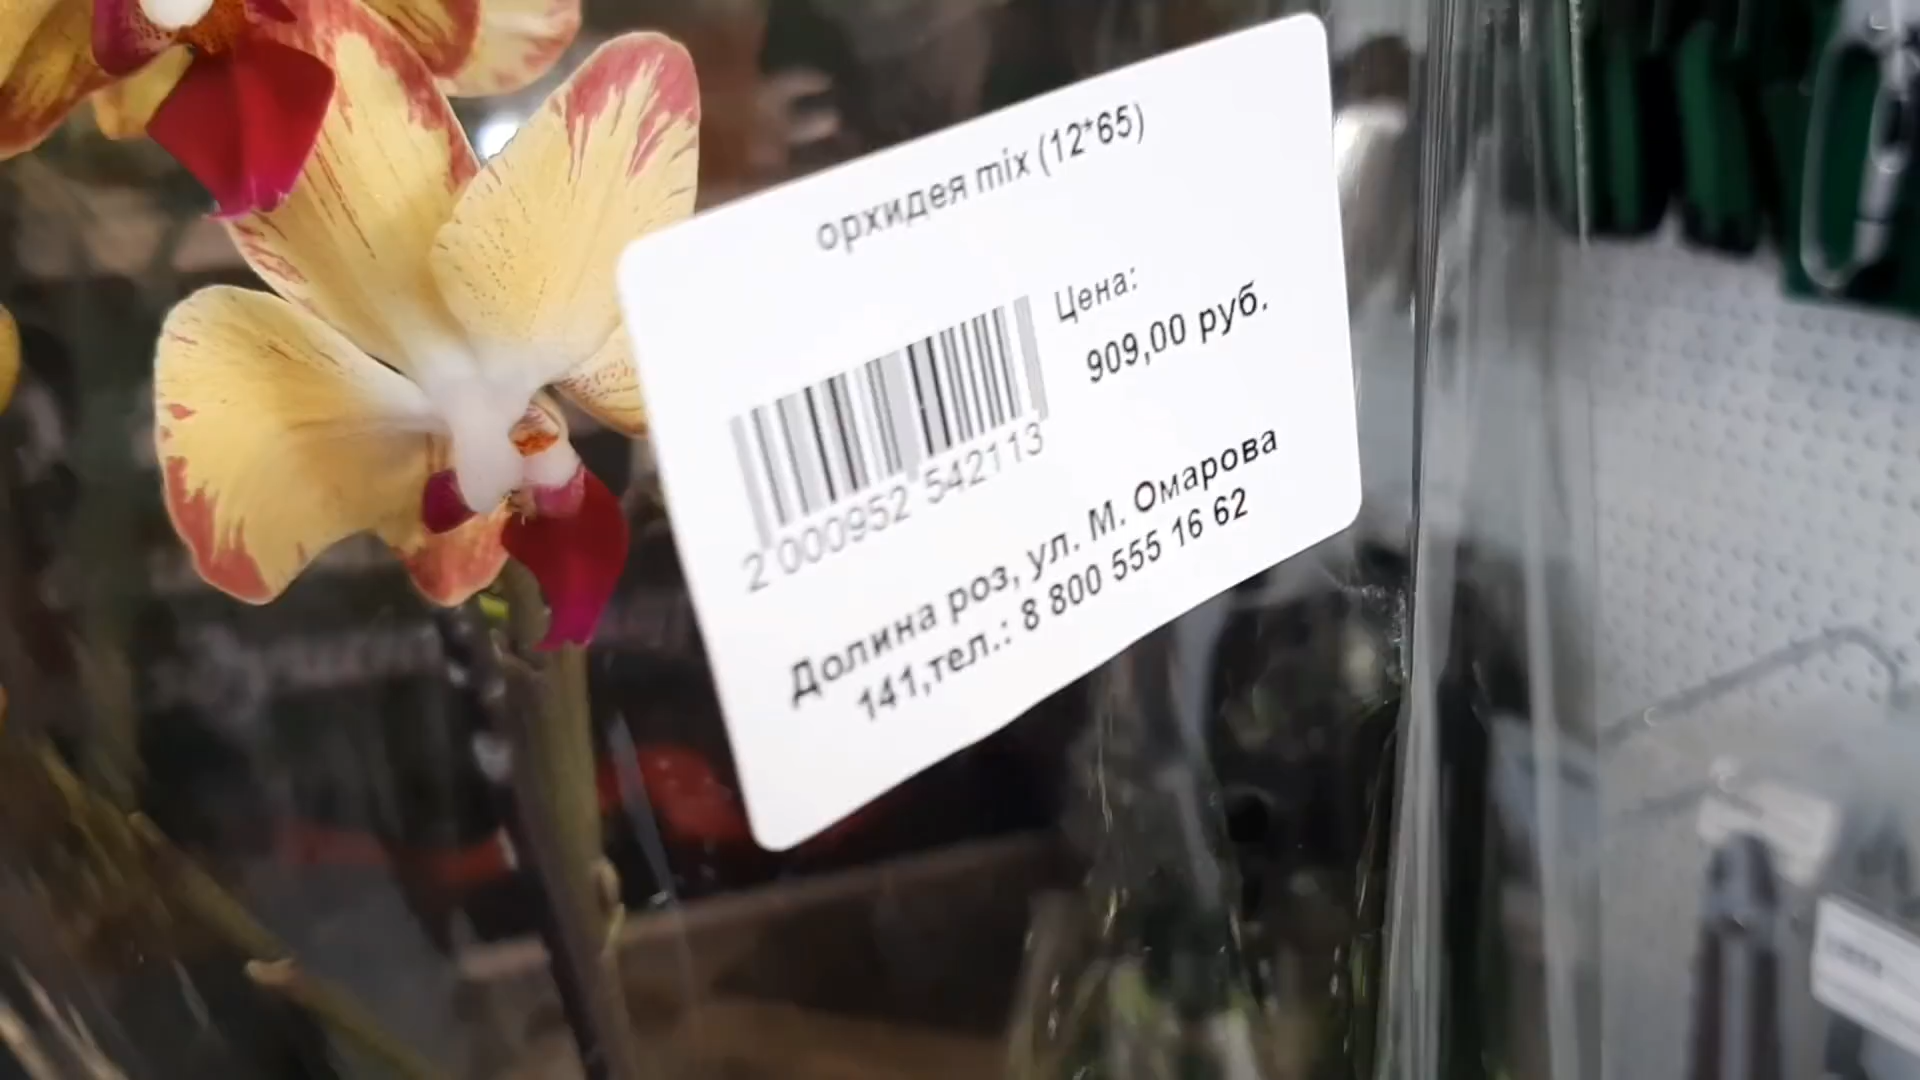 орхидея mix (12*65)
Цена:
909,00 руб.
2 000952 542113
Долина роз, ул. М. Омарова
141,тел.: 8 800 555 16 62